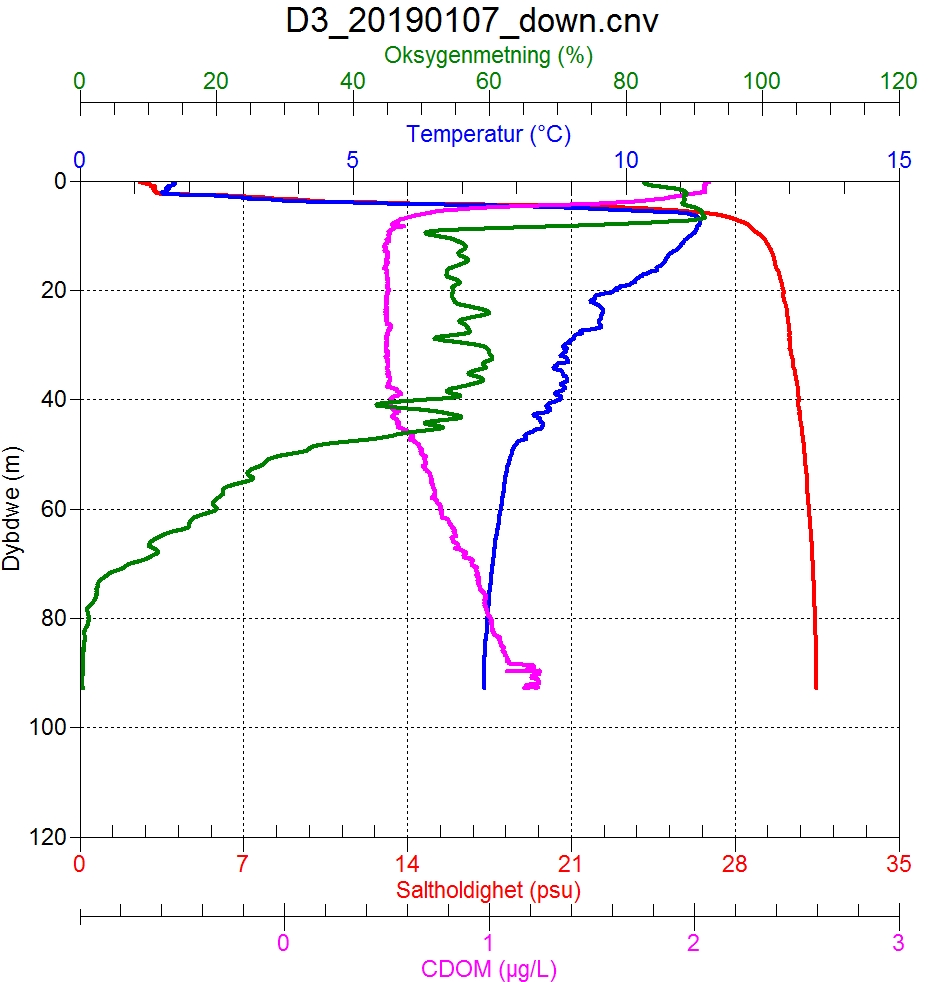 D3_20190107_down.cnv
Oksygenmetning (%)
0 20 40 60 80 100 120
Temperatur (°C)
0 5 10 15
0
20
40
60
80
100
120
Dybdwe (m)
0 7 14 21 28 35
Saltholdighet (psu)
0 1 2 3
CDOM (µg/L)